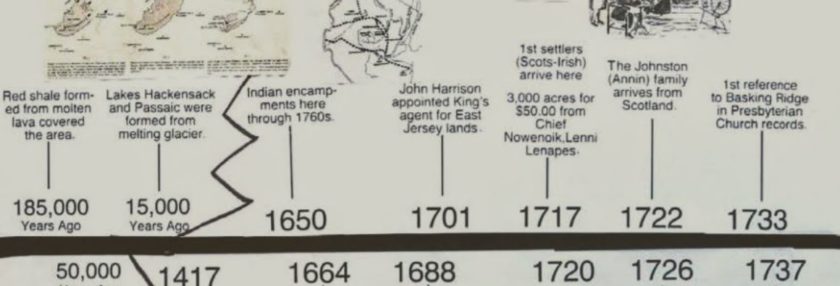 Red shale form-
ed from molten
lava covered
the area.
185,000
Years Ago
Lakes Hackensack
and Passaic were
formed from
melting glacier.
15,000
Years Ago
Indian encamp-
ments here
through 1760s.
1650
John Harrison
appointed King's
agent for East
Jersey lands.
1701
1st settlers
(Scots-Irish)
arrive here
3,000 acres for
$50.00 from
Chief
Nowenoik,Lenni
Lenapes.
1717
The Johnston
(Annin) family
arrives from
Scotland.
1722
1st reference
to Basking Ridge
in Presbyterian
Church records.
1733
50,000
1417
1664
1688
1720
1726
1737